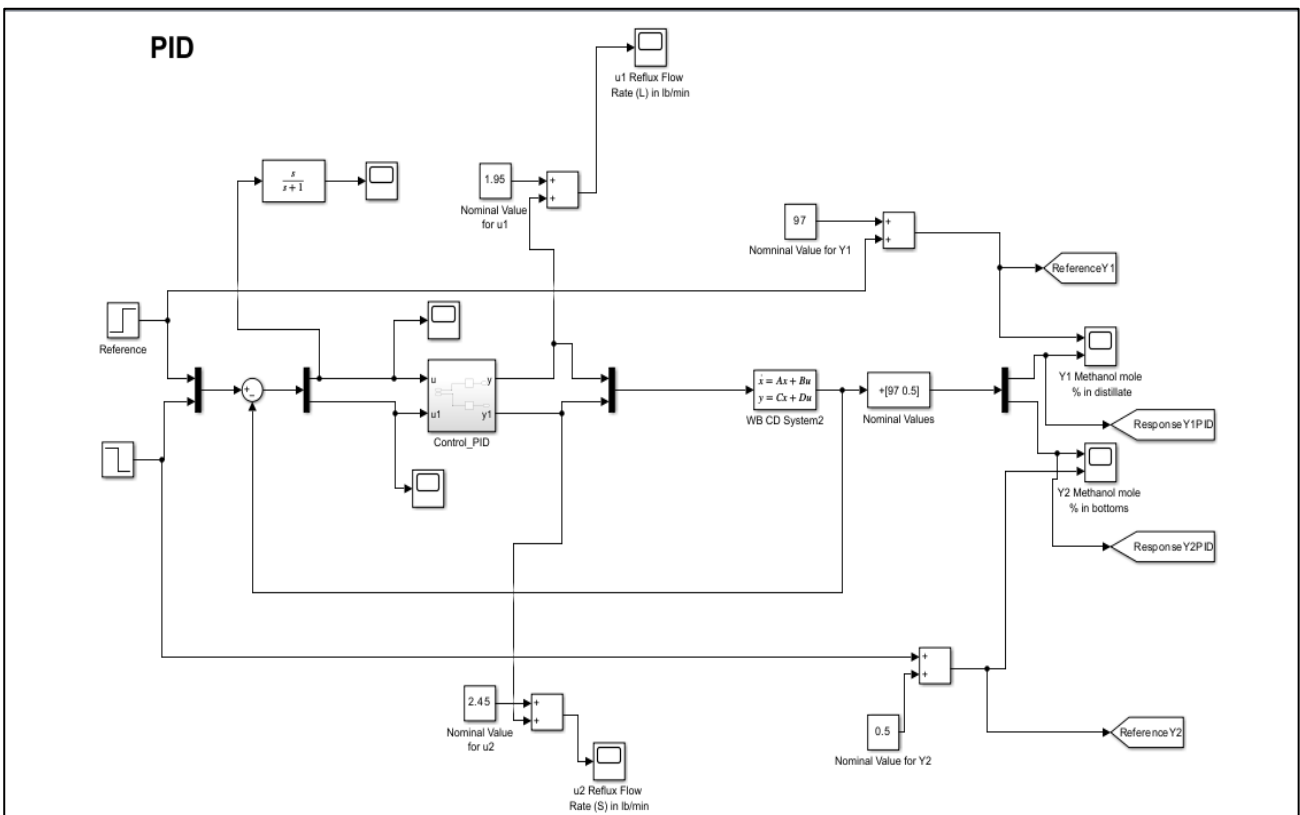 PID
u1 Reflux Flow
Rate (L) in lb/min
s
s+1
1.95
+
+
Nominal Value
for u1
97
+
+
Nomninal Value for Y1
ReferenceY1
Reference
+
−
u
y
u1
y1
Control_PID
ẋ = Ax + Bu
y = Cx + Du
WB CD System2
+[97 0.5]
Nominal Values
Y1 Methanol mole
% in distillate
ResponseY1PID
Y2 Methanol mole
% in bottoms
ResponseY2PID
+
+
2.45
+
+
Nominal Value
for u2
0.5
Nominal Value for Y2
ReferenceY2
u2 Reflux Flow
Rate (S) in lb/min